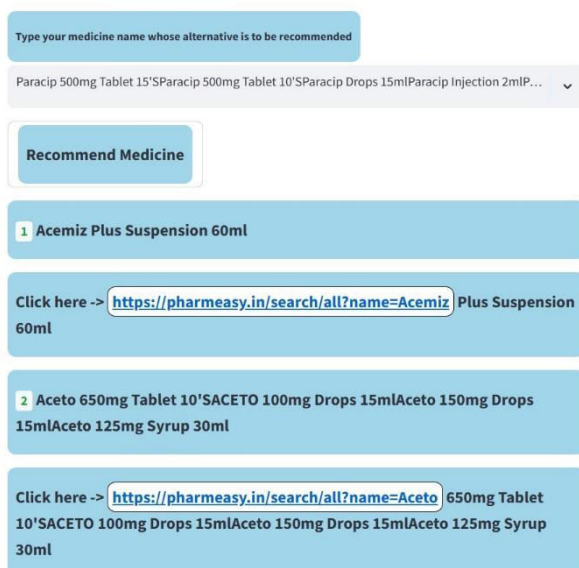 Type your medicine name whose alternative is to be recommended
Paracip 500mg Tablet 15'SParacip 500mg Tablet 10'SParacip Drops 15mlParacip Injection 2mlP...
Recommend Medicine
1 Acemiz Plus Suspension 60ml
Click here -> https://pharmeasy.in/search/all?name=Acemiz Plus Suspension
60ml
2 Aceto 650mg Tablet 10'SACETO 100mg Drops 15mlAceto 150mg Drops
15mlAceto 125mg Syrup 30ml
Click here -> https://pharmeasy.in/search/all?name=Aceto 650mg Tablet
10'SACETO 100mg Drops 15mlAceto 150mg Drops 15mlAceto 125mg Syrup
30ml